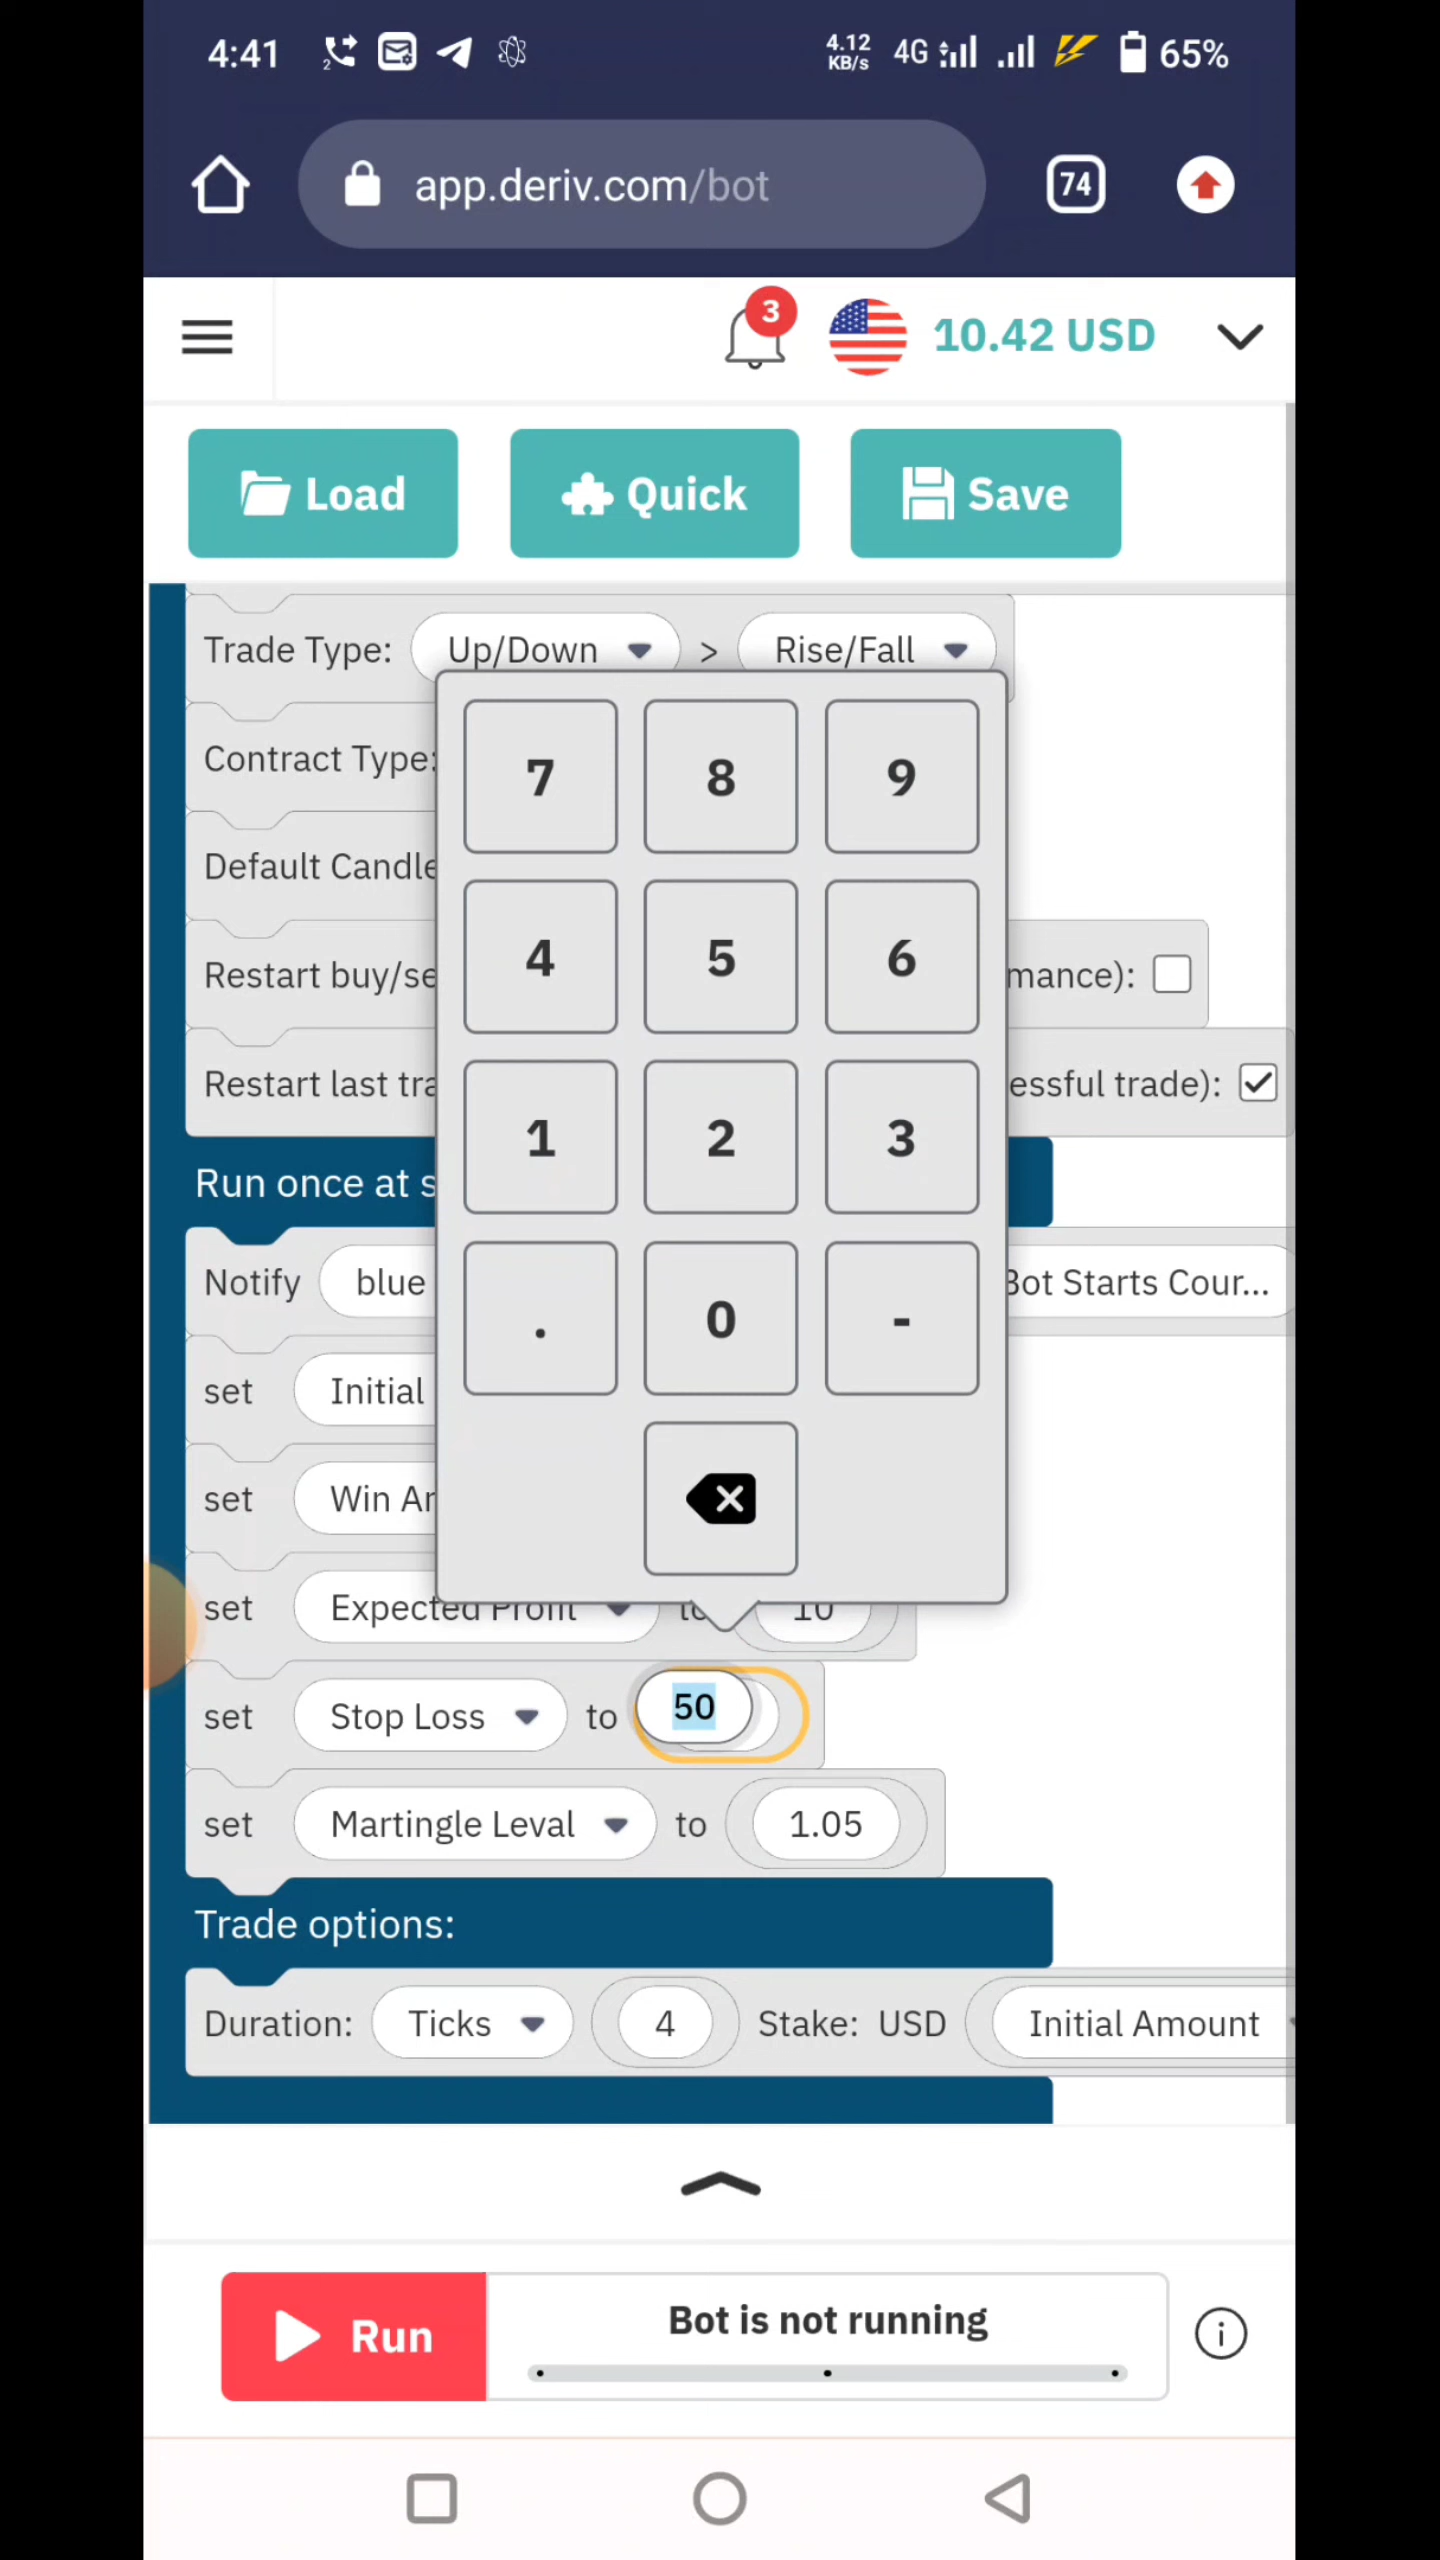 4:41 2 4.12 KB/s 4G 65%
app.deriv.com/bot 74
3 10.42 USD
Load Quick Save
Trade Type: Up/Down > Rise/Fall
7 8 9
Contract Type:
Default Candle
4 5 6
Restart buy/se mance):
Restart last tra essful trade):
1 2 3
Run once at s
Notify blue Bot Starts Cour...
. 0 -
set Initial
set Win Ar
set Expected Profit to 10
set Stop Loss to 50
set Martingle Leval to 1.05
Trade options:
Duration: Ticks 4 Stake: USD Initial Amount
Run Bot is not running